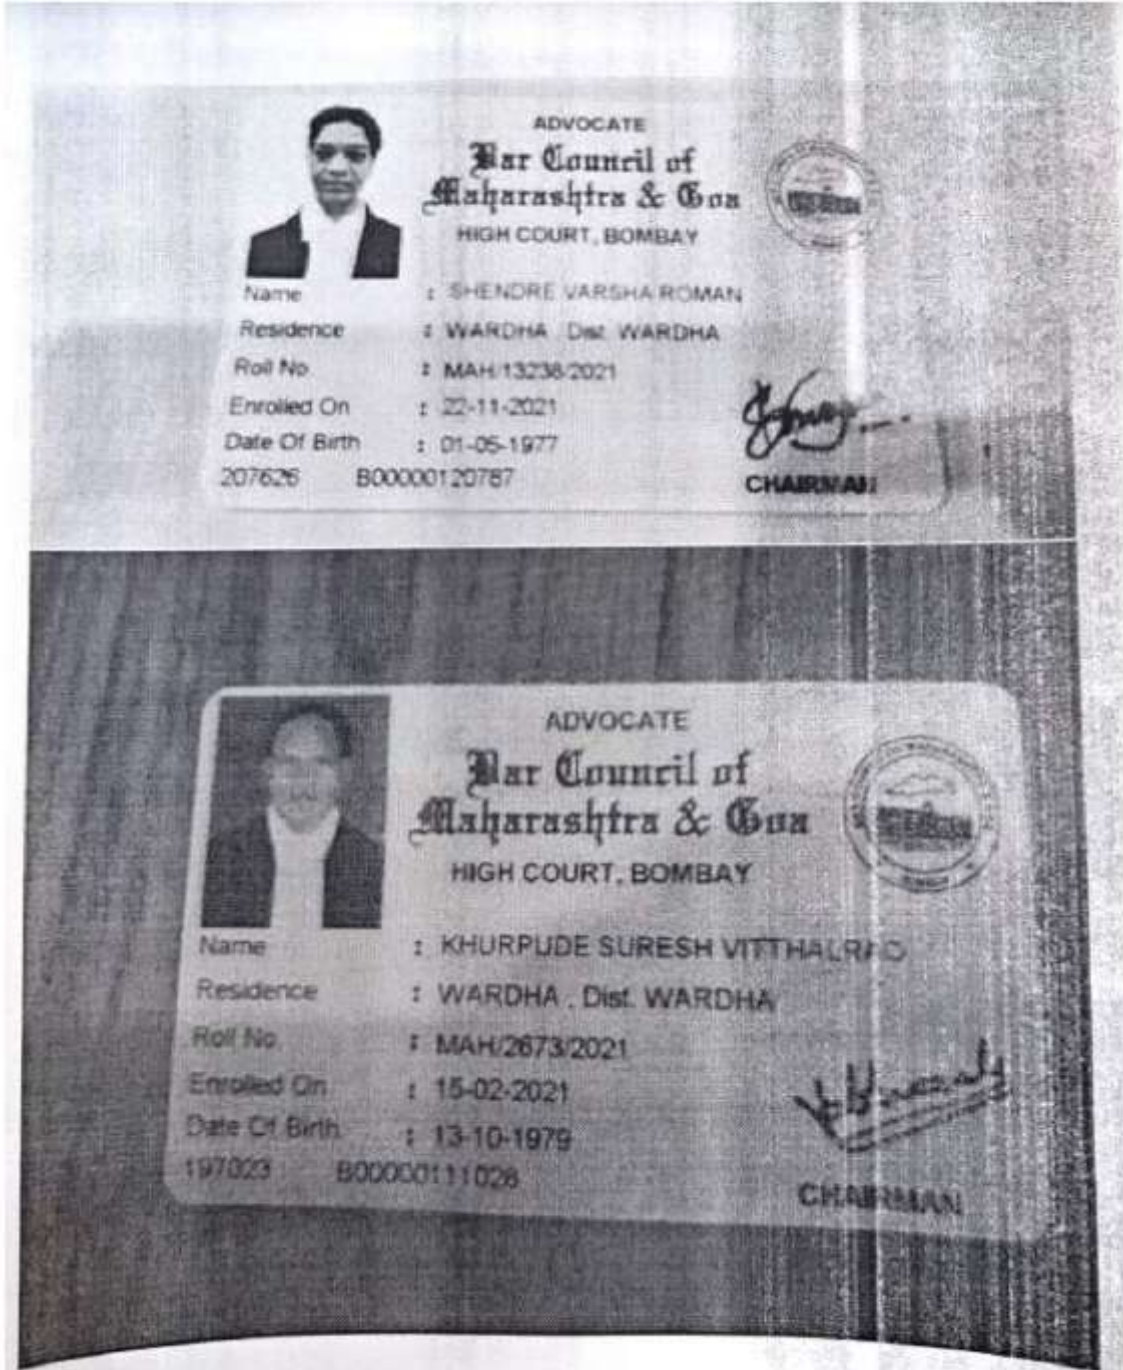 ADVOCATE
Bar Council of
Maharashtra & Goa
HIGH COURT, BOMBAY
Name : SHENDRE VARSHA ROMAN
Residence : WARDHA , Dist. WARDHA
Roll No : MAH/13238/2021
Enrolled On : 22-11-2021
Date Of Birth : 01-05-1977
207626 B00000120787
CHAIRMAN
ADVOCATE
Bar Council of
Maharashtra & Goa
HIGH COURT, BOMBAY
Name : KHURPUDE SURESH VITTHALRAO
Residence : WARDHA , Dist. WARDHA
Roll No. : MAH/2673/2021
Enrolled On : 15-02-2021
Date Of Birth : 13-10-1979
197023 B00000111028
CHAIRMAN